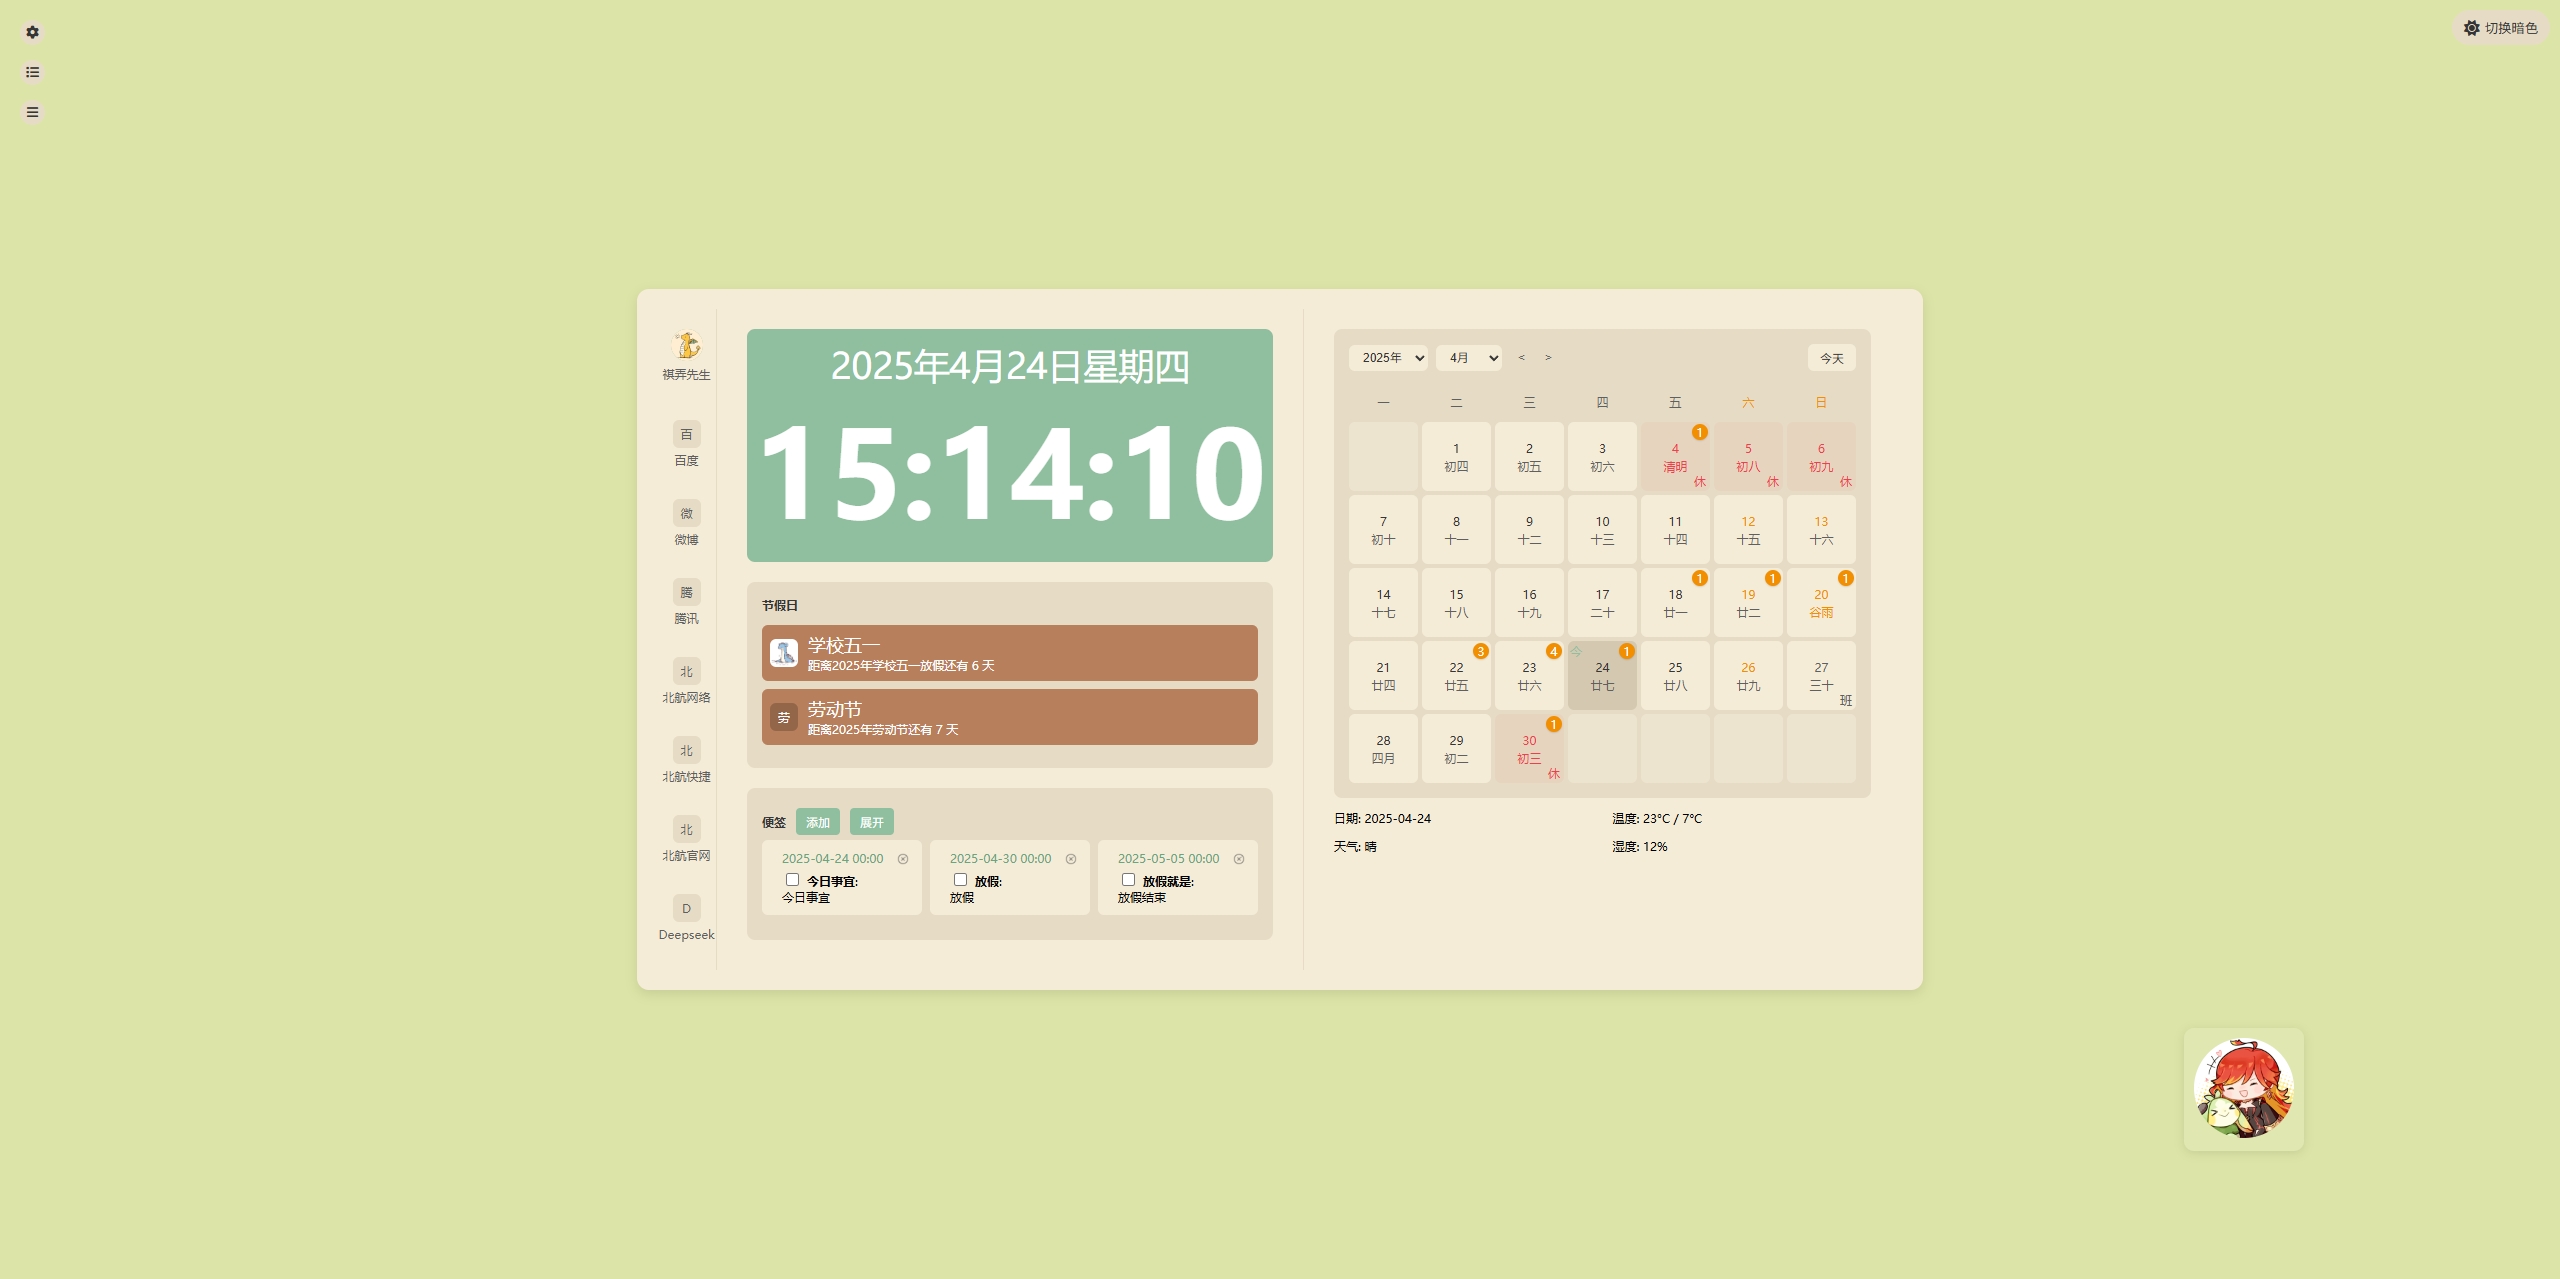 切换暗色
祺弄先生
百
百度
微
微博
腾
腾讯
北
北航网络
北
北航快捷
北
北航官网
D
Deepseek
2025年4月24日星期四
15:14:10
节假日
学校五一
距离2025年学校五一放假还有 6 天
劳
劳动节
距离2025年劳动节还有 7 天
便签 添加 展开
2025-04-24 00:00
今日事宜:
今日事宜
2025-04-30 00:00
放假:
放假
2025-05-05 00:00
放假就是:
放假结束
2025年 4月 < > 今天
一 二 三 四 五 六 日
1 2 3 4 1 5 6
初四 初五 初六 清明 初八 初九
休 休 休
7 8 9 10 11 12 13
初十 十一 十二 十三 十四 十五 十六
1 1 1
14 15 16 17 18 19 20
十七 十八 十九 二十 廿一 廿二 谷雨
3 4 今 1
21 22 23 24 25 26 27
廿四 廿五 廿六 廿七 廿八 廿九 三十
班
1
28 29 30
四月 初二 初三
休
日期: 2025-04-24 温度: 23°C / 7°C
天气: 晴 湿度: 12%